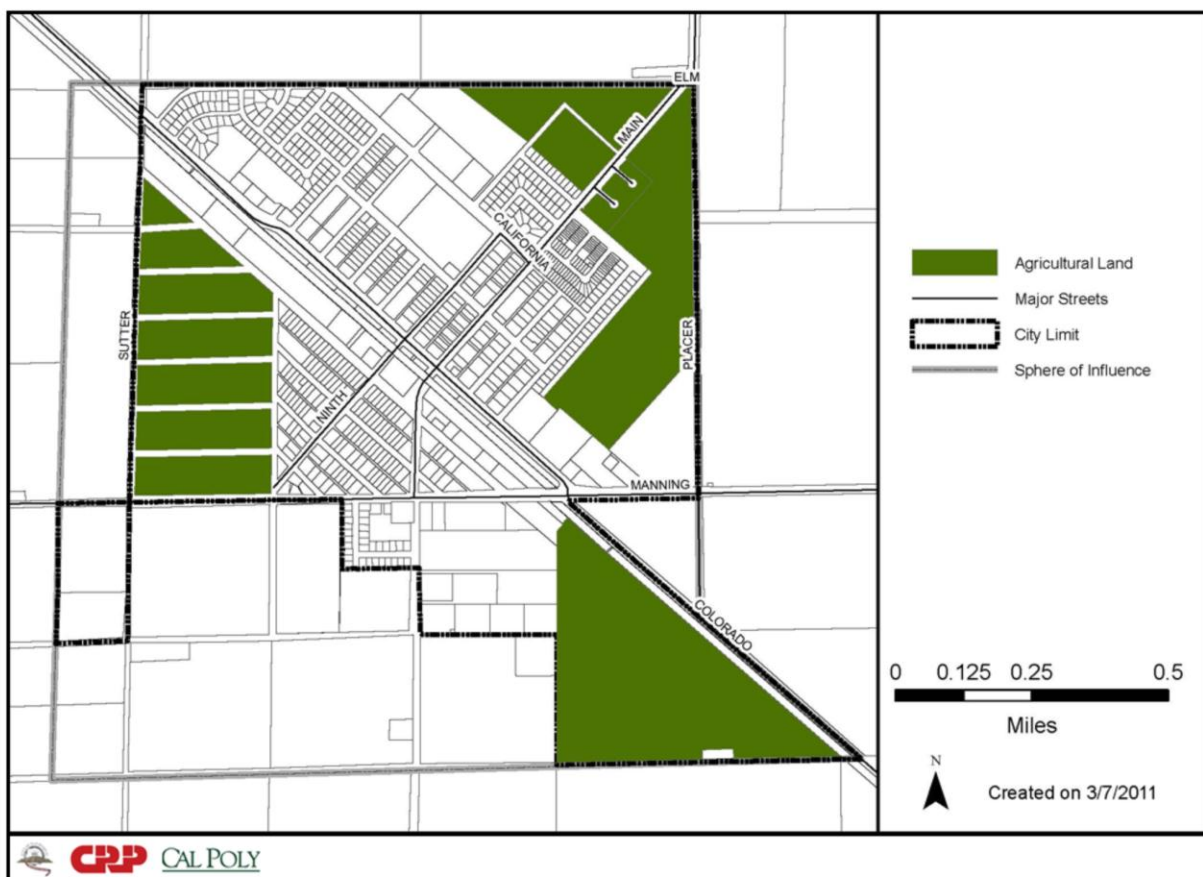 ELM
MAIN
CALIFORNIA
SUTTER
PLACER
NINTH
MANNING
COLORADO
Agricultural Land
Major Streets
City Limit
Sphere of Influence
0 0.125 0.25 0.5
Miles
N
Created on 3/7/2011
CRP CAL POLY